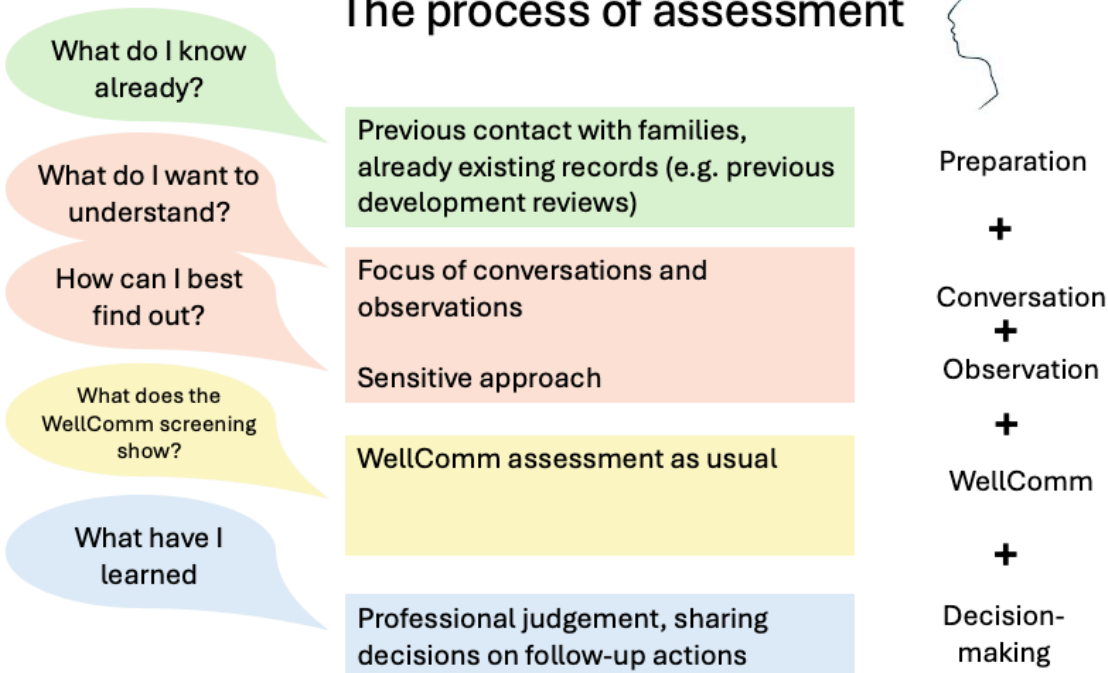 The process of assessment
What do I know
already?
Previous contact with families,
already existing records (e.g. previous
development reviews)
Preparation
+
What do I want to
understand?
How can I best
find out?
Focus of conversations and
observations
Sensitive approach
Conversation
+
Observation
+
What does the
WellComm screening
show?
WellComm assessment as usual
WellComm
+
What have I
learned
Professional judgement, sharing
decisions on follow-up actions
Decision-
making